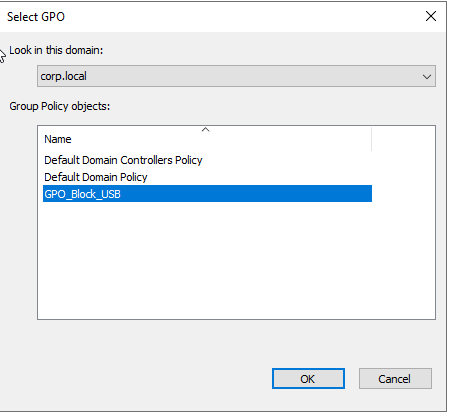 Select GPO
Look in this domain:
corp.local
Group Policy objects:
Name
Default Domain Controllers Policy
Default Domain Policy
GPO_Block_USB
OK Cancel